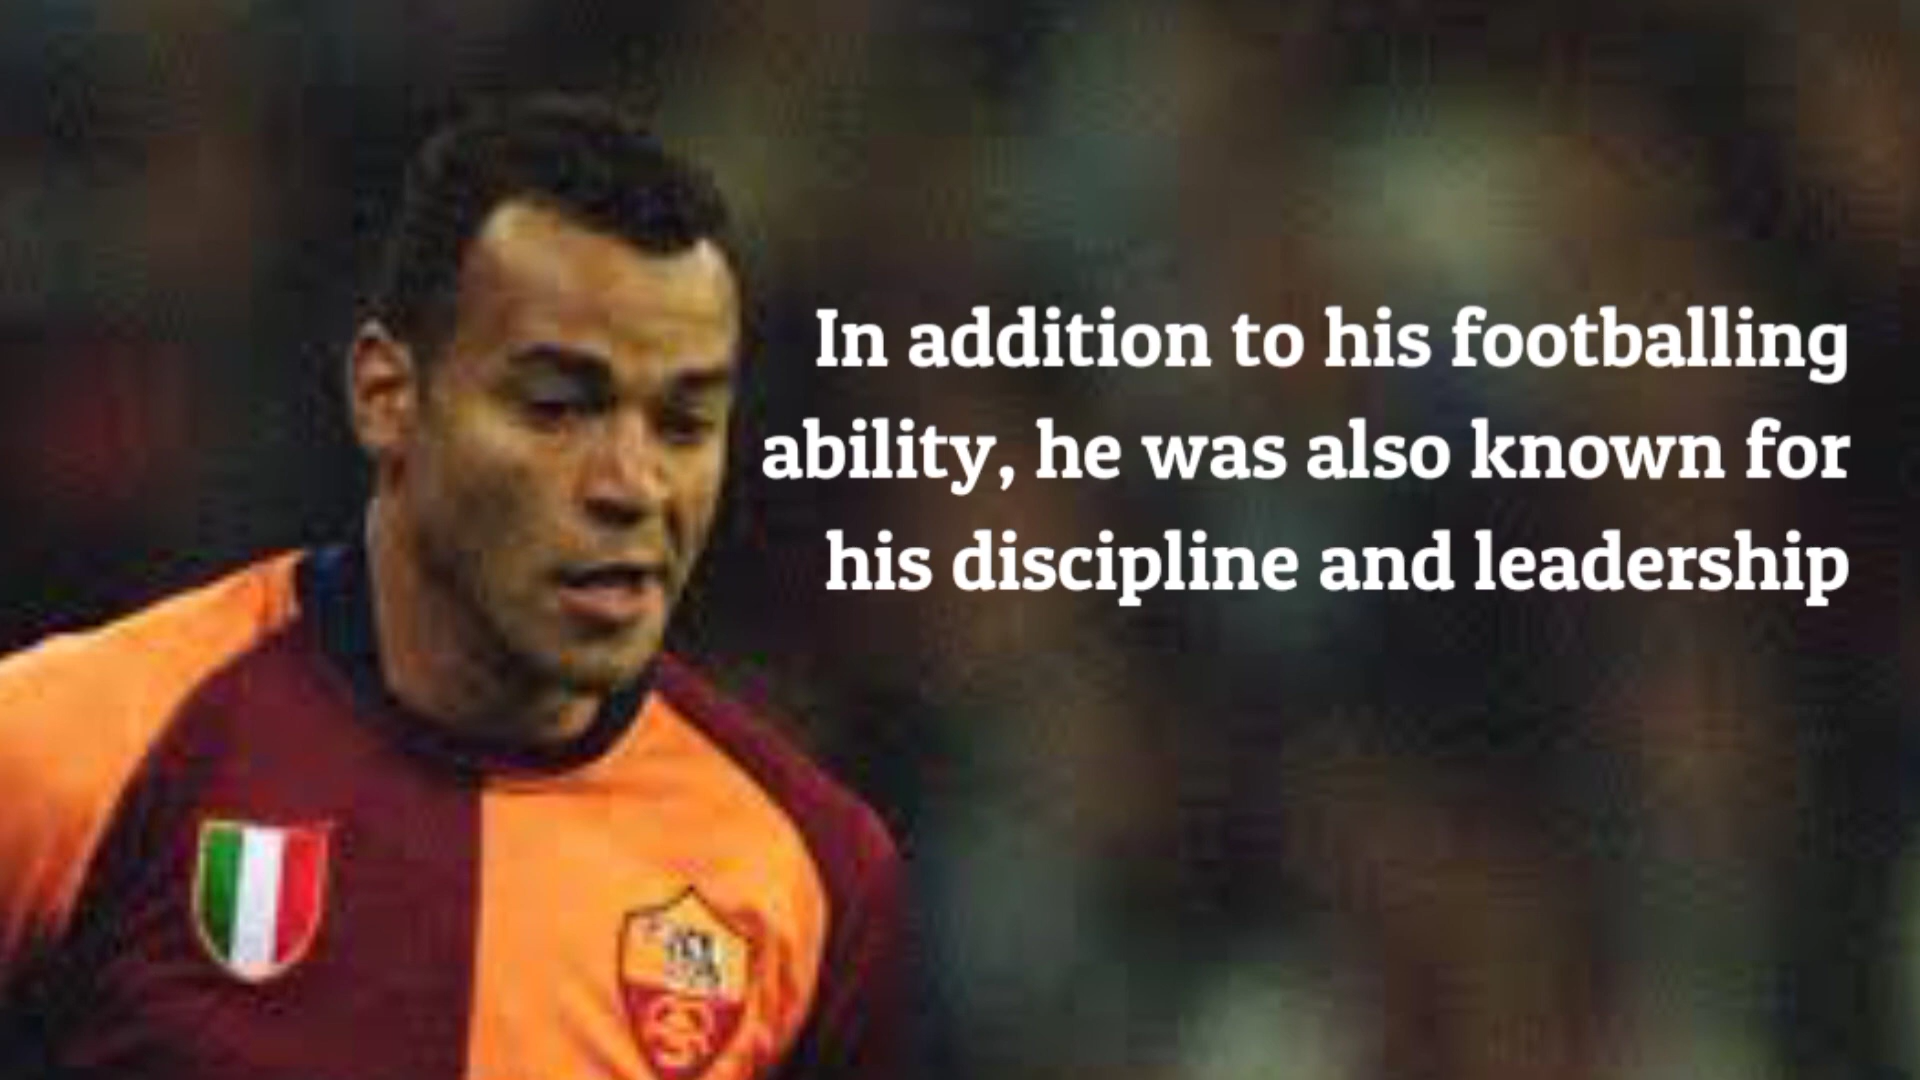 In addition to his footballing
ability, he was also known for
his discipline and leadership